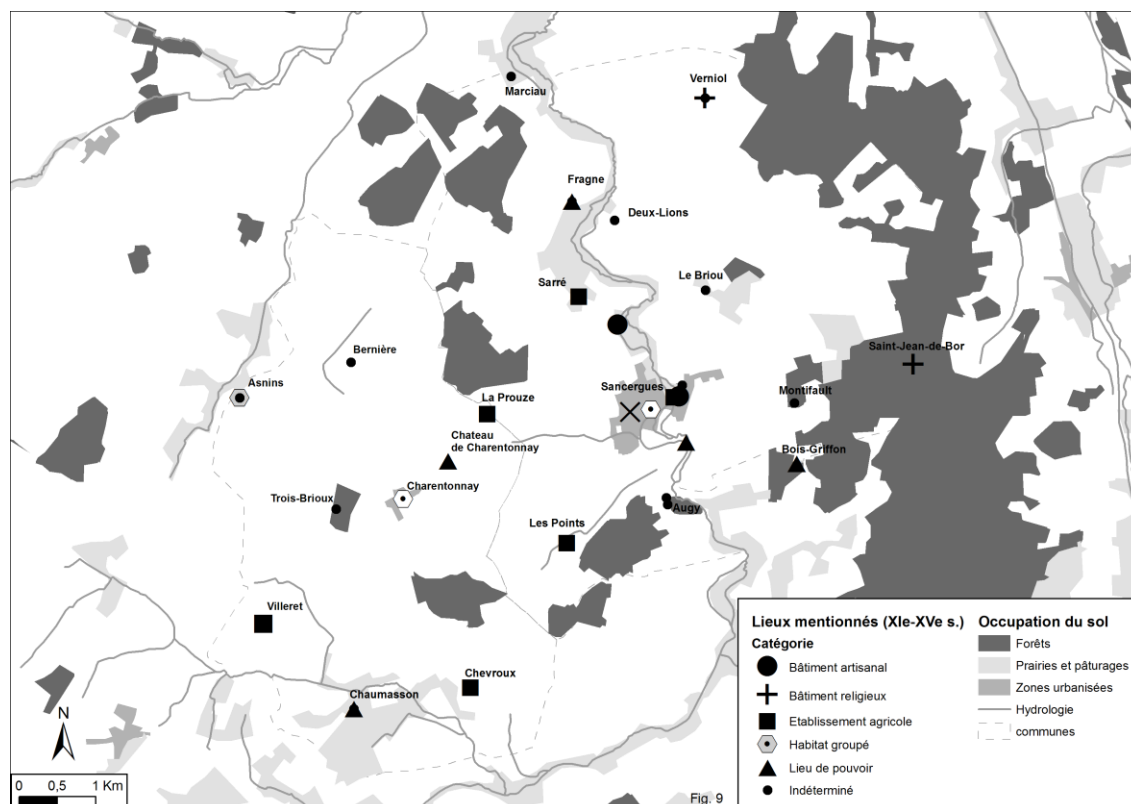 Marciau
Verniol
Fragne
Deux-Lions
Le Briou
Sarré
Saint-Jean-de-Bor
Bernière
Asnins
Sancergues
Montifault
La Prouze
Chateau
de Charentonnay
Bois-Griffon
Charentonnay
Trois-Brioux
Augy
Les Points
Villeret
Chevroux
Chaumasson
N
0 0,5 1 Km
Fig. 9
Lieux mentionnés (XIe-XVe s.)
Catégorie
Bâtiment artisanal
Bâtiment religieux
Etablissement agricole
Habitat groupé
Lieu de pouvoir
Indéterminé
Occupation du sol
Forêts
Prairies et pâturages
Zones urbanisées
Hydrologie
communes